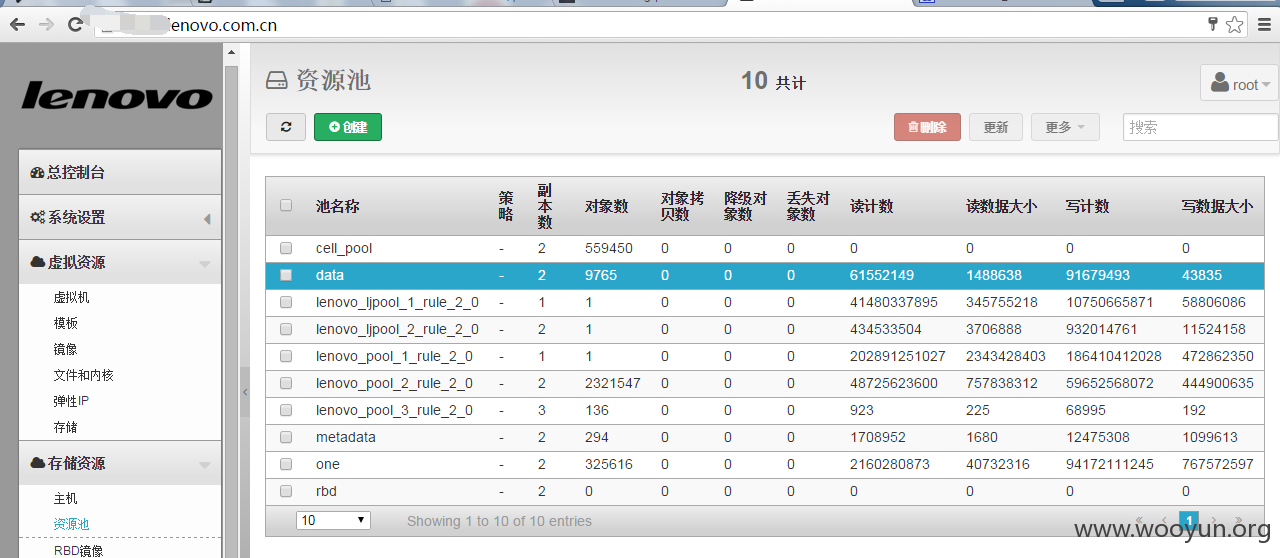 lenovo.com.cn
lenovo
资源池
10 共计
root
创建
删除
更新
更多
搜索
总控制台
系统设置
虚拟资源
虚拟机
模板
镜像
文件和内核
弹性IP
存储
存储资源
主机
资源池
RBD镜像
池名称 策略 副本数 对象数 对象拷贝数 降级对象数 丢失对象数 读计数 读数据大小 写计数 写数据大小
cell_pool - 2 559450 0 0 0 0 0 0 0
data - 2 9765 0 0 0 61552149 1488638 91679493 43835
lenovo_ljpool_1_rule_2_0 - 1 1 0 0 0 41480337895 345755218 10750665871 58806086
lenovo_ljpool_2_rule_2_0 - 2 1 0 0 0 434533504 3706888 932014761 11524158
lenovo_pool_1_rule_2_0 - 1 1 0 0 0 202891251027 2343428403 186410412028 472862350
lenovo_pool_2_rule_2_0 - 2 2321547 0 0 0 48725623600 757838312 59652568072 444900635
lenovo_pool_3_rule_2_0 - 3 136 0 0 0 923 225 68995 192
metadata - 2 294 0 0 0 1708952 1680 12475308 1099613
one - 2 325616 0 0 0 2160280873 40732316 94172111245 767572597
rbd - 2 0 0 0 0 0 0 0 0
10
Showing 1 to 10 of 10 entries
« ‹ 1 › »
www.wooyun.org